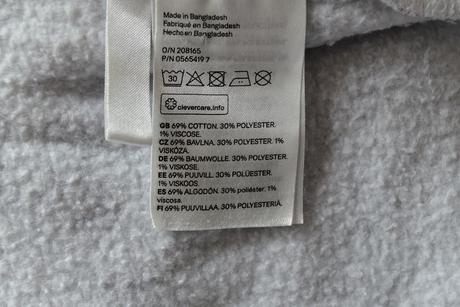 Made in Bangladesh
Fabriqué en Bangladesh
Hecho en Bangladesh
O/N 208165
P/N 0565419 7
30
clevercare.info
GB 69% COTTON. 30% POLYESTER.
1% VISCOSE.
CZ 69% BAVLNA. 30% POLYESTER. 1%
VISKÓZA.
DE 69% BAUMWOLLE. 30% POLYESTER.
1% VISKOSE.
EE 69% PUUVILL. 30% POLÜESTER.
1% VISKOOS.
ES 69% ALGODÓN. 30% poliéster. 1%
viscosa.
FI 69% PUUVILLAA. 30% POLYESTERIÄ.